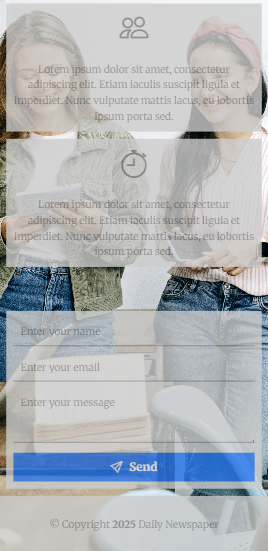 Lorem ipsum dolor sit amet, consectetur
adipiscing elit. Etiam iaculis suscipit ligula et
imperdiet. Nunc vulputate mattis lacus, eu lobortis
ipsum porta sed.
Lorem ipsum dolor sit amet, consectetur
adipiscing elit. Etiam iaculis suscipit ligula et
imperdiet. Nunc vulputate mattis lacus, eu lobortis
ipsum porta sed.
Enter your name
Enter your email
Enter your message
Send
© Copyright 2025 Daily Newspaper